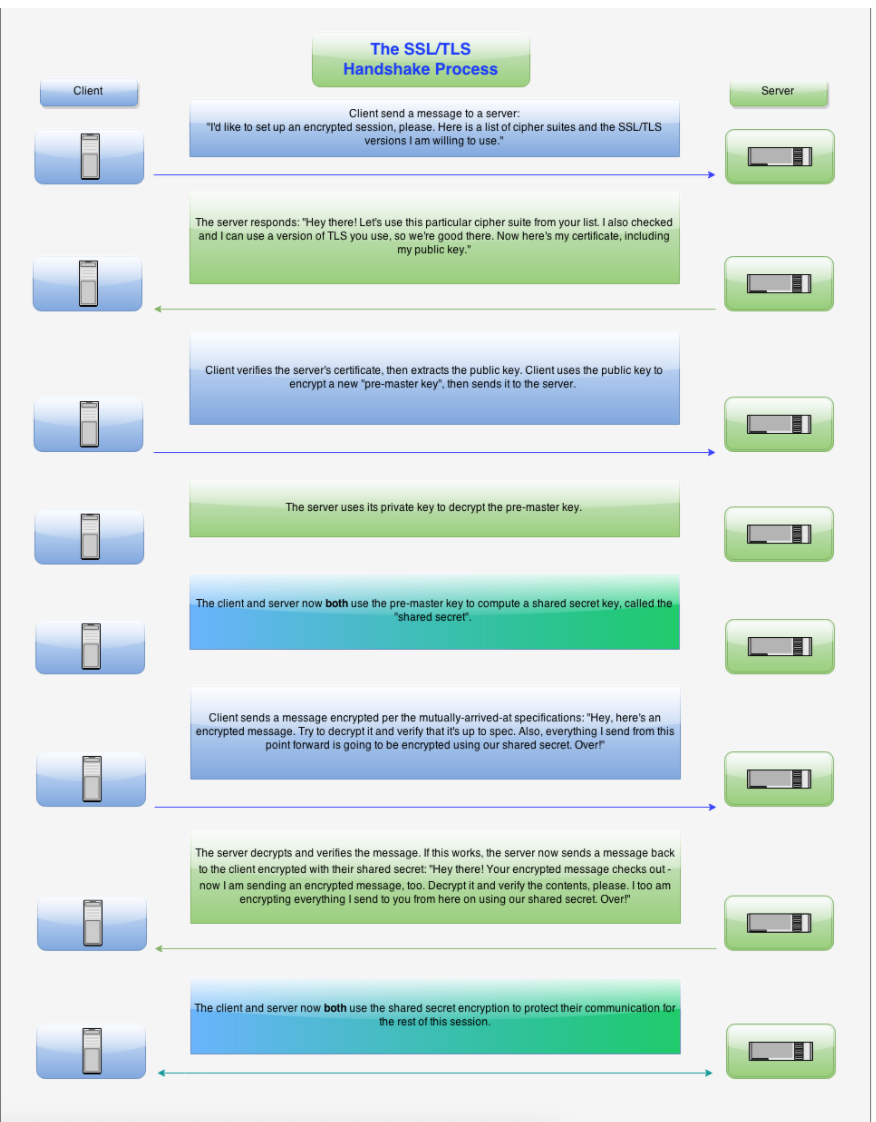 The SSL/TLS
Handshake Process
Client
Server
Client send a message to a server:
"I'd like to set up an encrypted session, please. Here is a list of cipher suites and the SSL/TLS
versions I am willing to use."
The server responds: "Hey there! Let's use this particular cipher suite from your list. I also checked
and I can use a version of TLS you use, so we're good there. Now here's my certificate, including
my public key."
Client verifies the server's certificate, then extracts the public key. Client uses the public key to
encrypt a new "pre-master key", then sends it to the server.
The server uses its private key to decrypt the pre-master key.
The client and server now both use the pre-master key to compute a shared secret key, called the
"shared secret".
Client sends a message encrypted per the mutually-arrived-at specifications: "Hey, here's an
encrypted message. Try to decrypt it and verify that it's up to spec. Also, everything I send from this
point forward is going to be encrypted using our shared secret. Over!"
The server decrypts and verifies the message. If this works, the server now sends a message back
to the client encrypted with their shared secret: "Hey there! Your encrypted message checks out -
now I am sending an encrypted message, too. Decrypt it and verify the contents, please. I too am
encrypting everything I send to you from here on using our shared secret. Over!"
The client and server now both use the shared secret encryption to protect their communication for
the rest of this session.